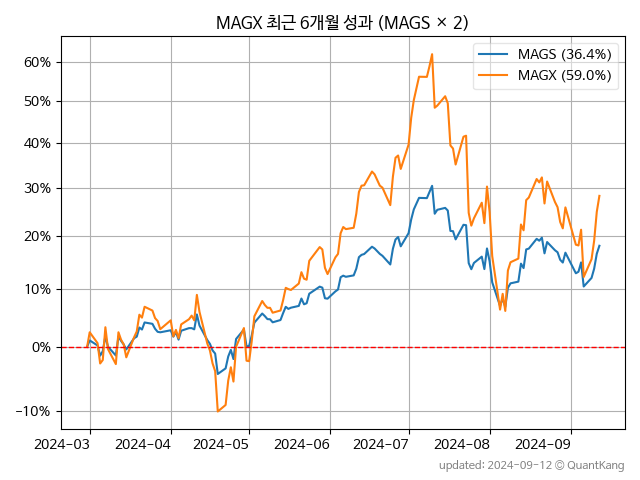 MAGX 최근 6개월 성과 (MAGS × 2)
MAGS (36.4%)
MAGX (59.0%)
60%
50%
40%
30%
20%
10%
0%
−10%
2024−03 2024−04 2024−05 2024−06 2024−07 2024−08 2024−09
updated: 2024−09−12 © QuantKang